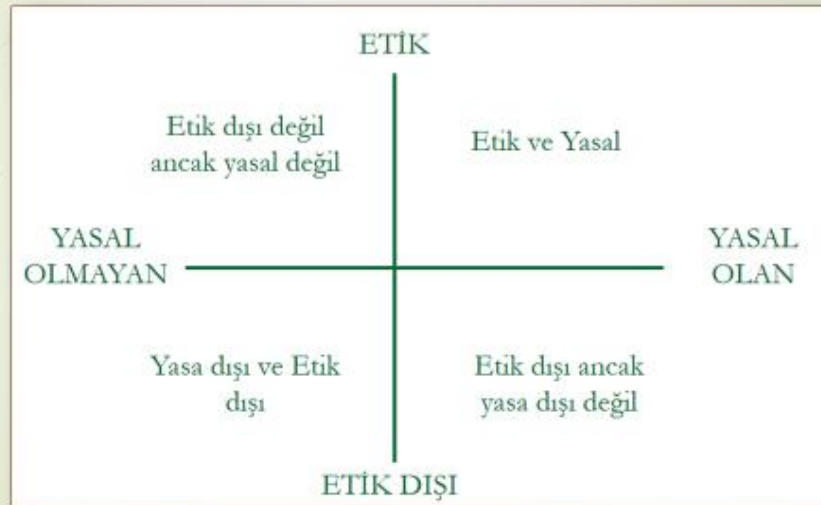 ETİK
Etik dışı değil
ancak yasal değil
Etik ve Yasal
YASAL
OLMAYAN
YASAL
OLAN
Yasa dışı ve Etik
dışı
Etik dışı ancak
yasa dışı değil
ETİK DIŞI